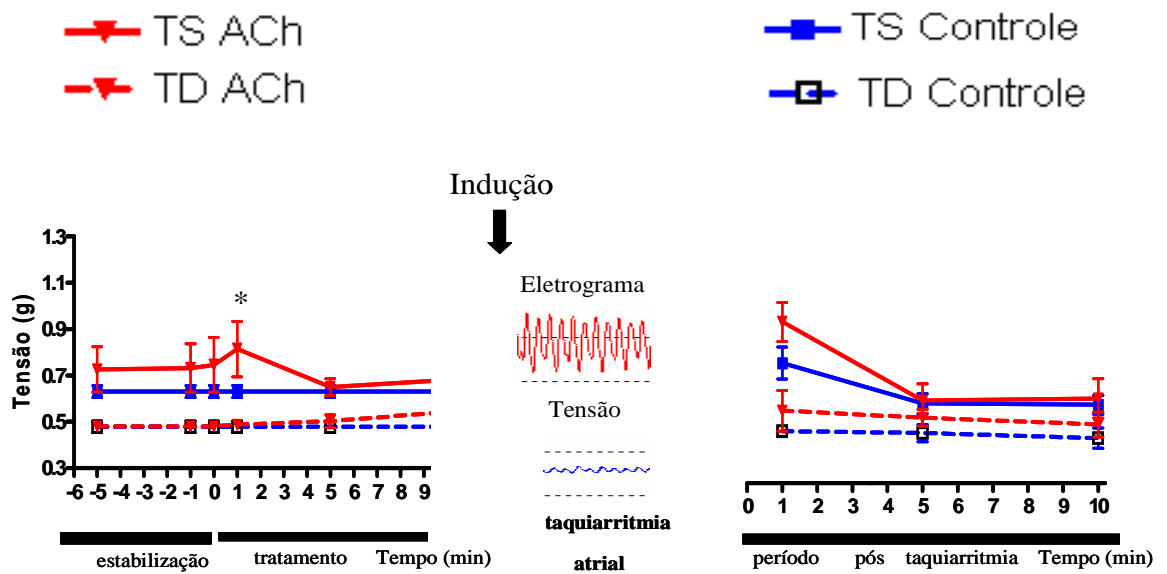 TS ACh
TD ACh
TS Controle
TD Controle
Indução
Tensão (g)
1.3
1.1
0.9
0.7
0.5
0.3
*
-6 -5 -4 -3 -2 -1 0 1 2 3 4 5 6 7 8 9
estabilização tratamento Tempo (min)
Eletrograma
Tensão
taquiarritmia
atrial
0 1 2 3 4 5 6 7 8 9 10
período pós taquiarritmia Tempo (min)